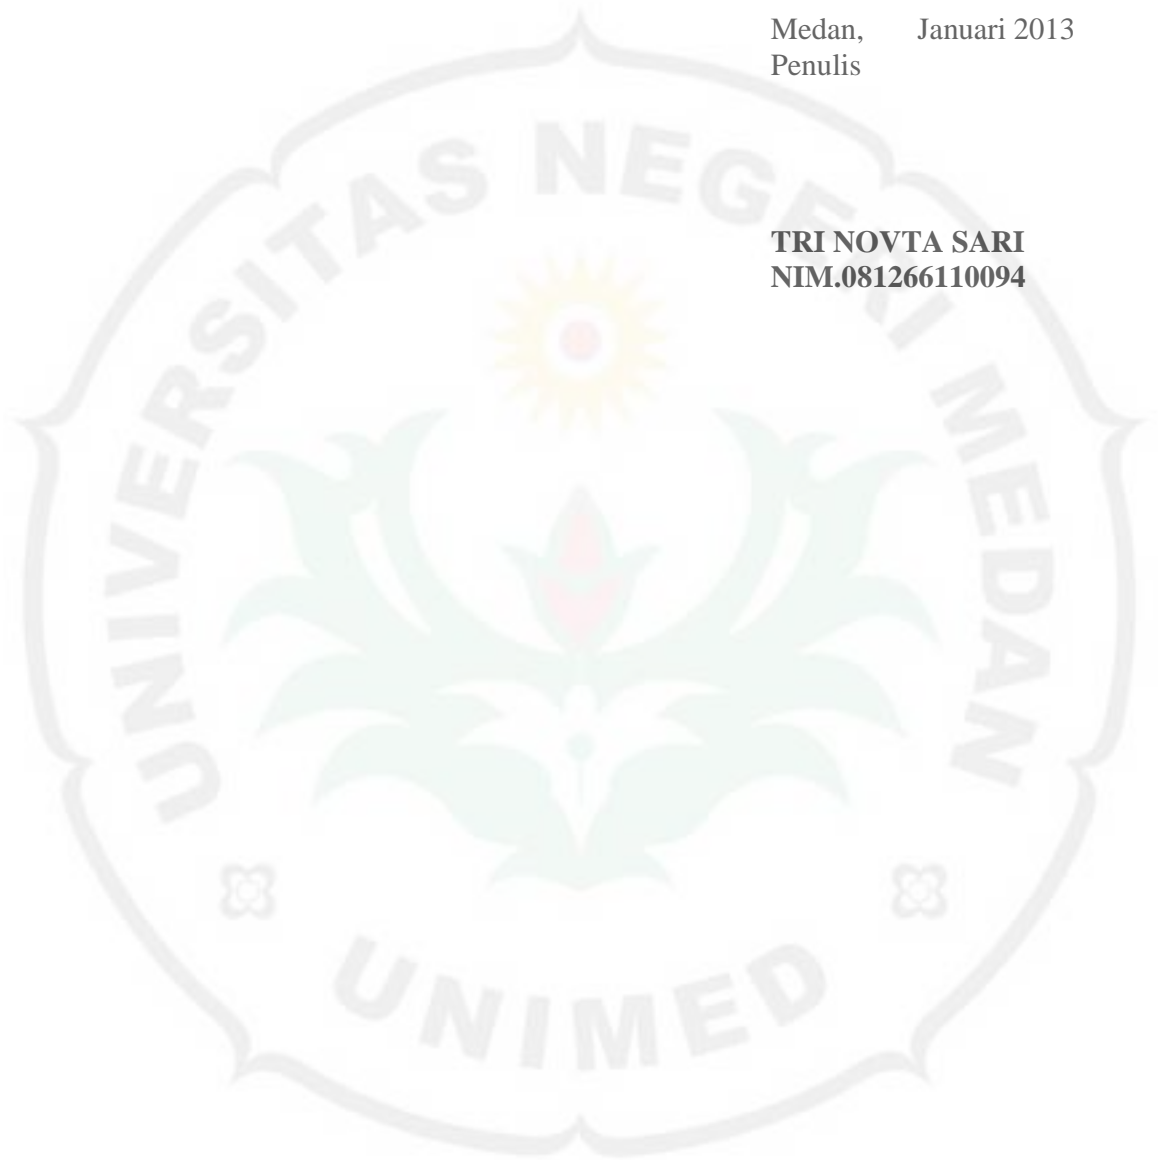 Medan, Januari 2013
Penulis
TRI NOVTA SARI
NIM.081266110094
UNIVERSITAS NEGERI MEDAN
UNIMED